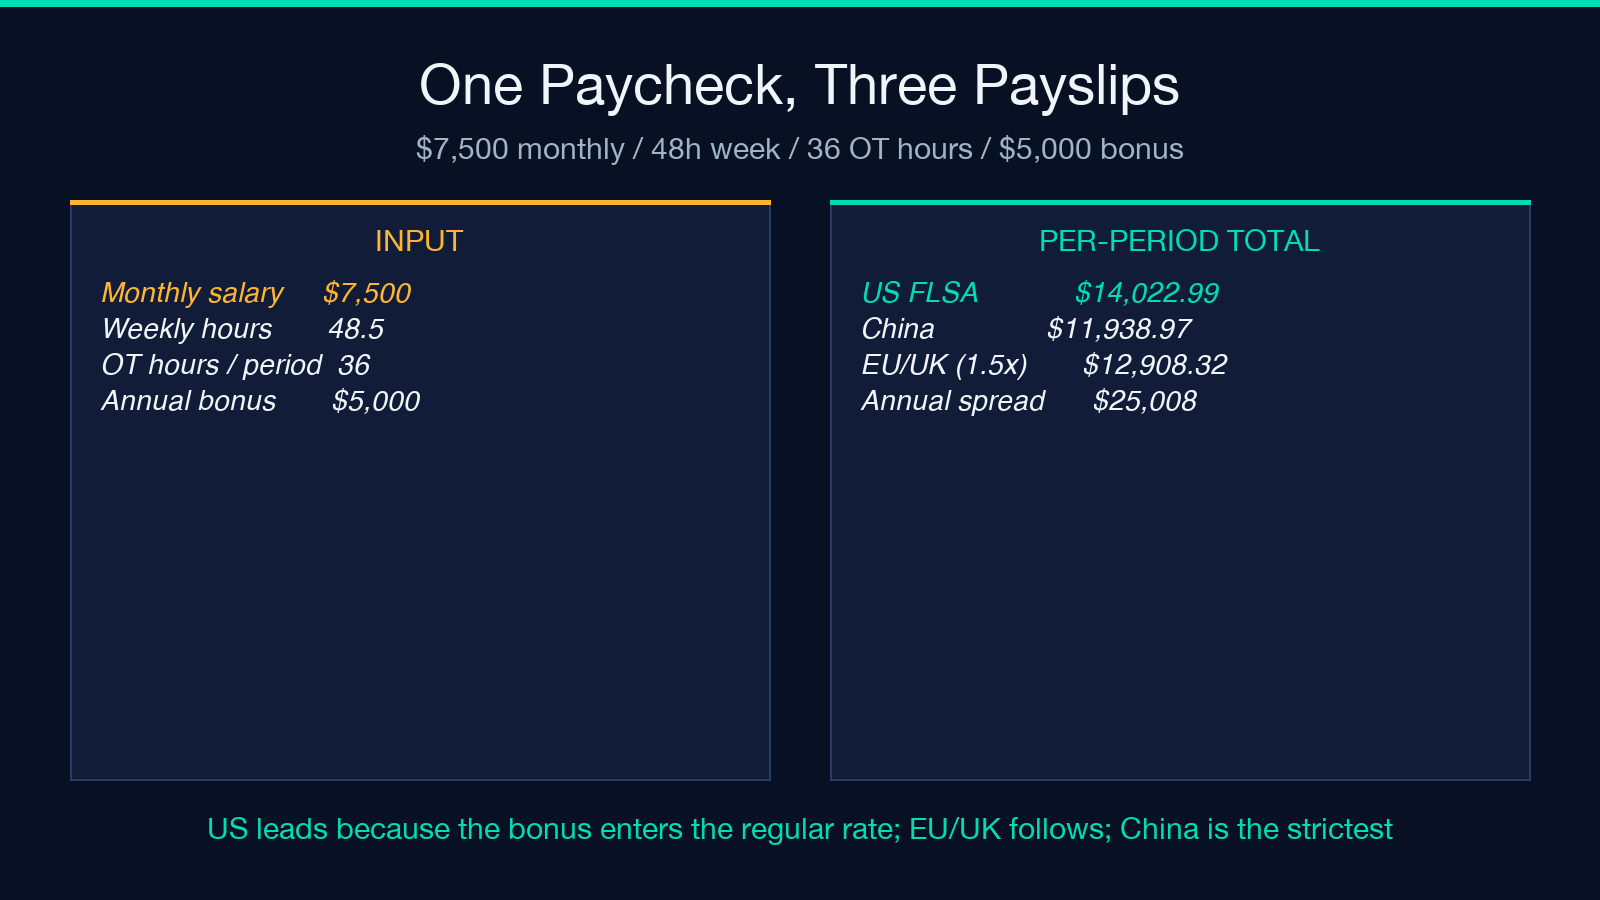 One Paycheck, Three Payslips
$7,500 monthly / 48h week / 36 OT hours / $5,000 bonus
INPUT
Monthly salary $7,500
Weekly hours 48.5
OT hours / period 36
Annual bonus $5,000
PER-PERIOD TOTAL
US FLSA $14,022.99
China $11,938.97
EU/UK (1.5x) $12,908.32
Annual spread $25,008
US leads because the bonus enters the regular rate; EU/UK follows; China is the strictest